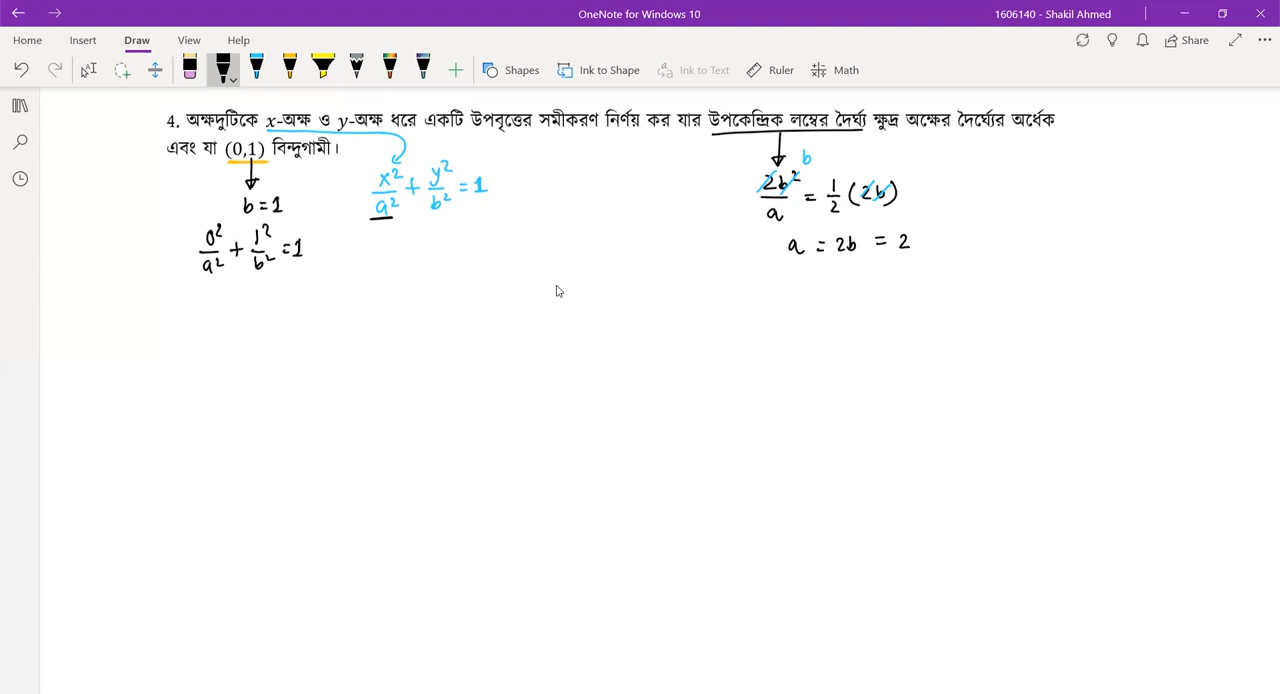 OneNote for Windows 10
1606140 - Shakil Ahmed
Home Insert Draw View Help
Share
Shapes Ink to Shape Ink to Text Ruler Math
4. অক্ষদুটিকে x-অক্ষ ও y-অক্ষ ধরে একটি উপবৃত্তের সমীকরণ নির্ণয় কর যার উপকেন্দ্রিক লম্বের দৈর্ঘ্য ক্ষুদ্র অক্ষের দৈর্ঘ্যের অর্ধেক
এবং যা (0,1) বিন্দুগামী।
b = 1
0²/a² + 1²/b² = 1
x²/a² + y²/b² = 1
b
2b²/a = 1/2 (2b)
a = 2b = 2